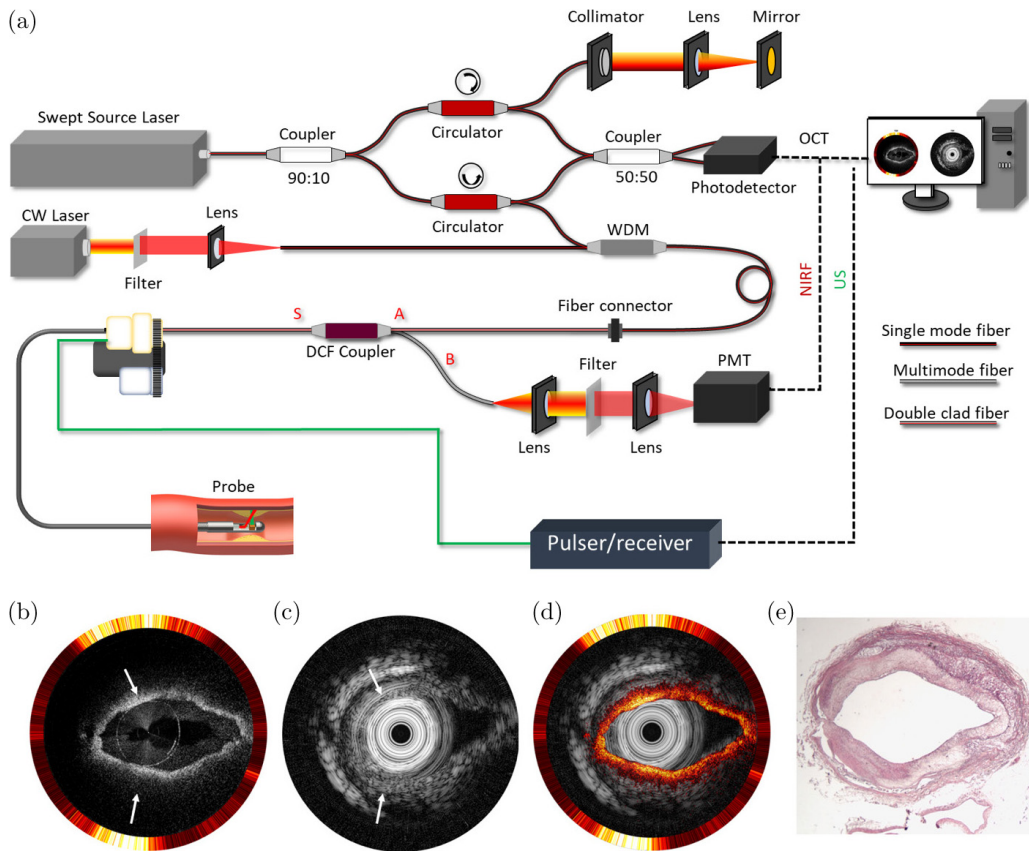 (a)
Collimator
Lens
Mirror
Swept Source Laser
Coupler
90:10
Circulator
Circulator
Coupler
50:50
Photodetector
OCT
CW Laser
Lens
Filter
WDM
NIRF
US
Fiber connector
S
A
DCF Coupler
B
Filter
PMT
Lens
Lens
Single mode fiber
Multimode fiber
Double clad fiber
Probe
Pulser/receiver
(b)
(c)
(d)
(e)